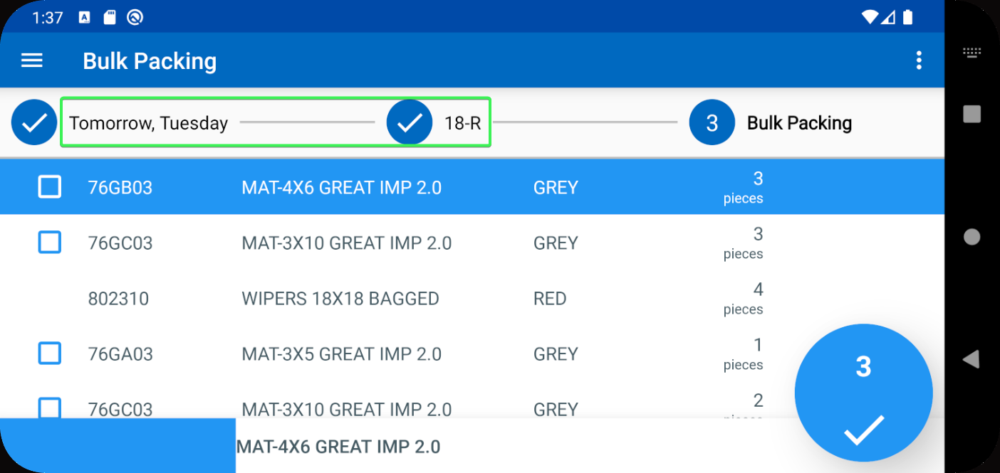 1:37
Bulk Packing
Tomorrow, Tuesday 18-R 3 Bulk Packing
76GB03 MAT-4X6 GREAT IMP 2.0 GREY 3 pieces
76GC03 MAT-3X10 GREAT IMP 2.0 GREY 3 pieces
802310 WIPERS 18X18 BAGGED RED 4 pieces
76GA03 MAT-3X5 GREAT IMP 2.0 GREY 1 pieces
76GC03 MAT-3X10 GREAT IMP 2.0 GREY 2
3
MAT-4X6 GREAT IMP 2.0